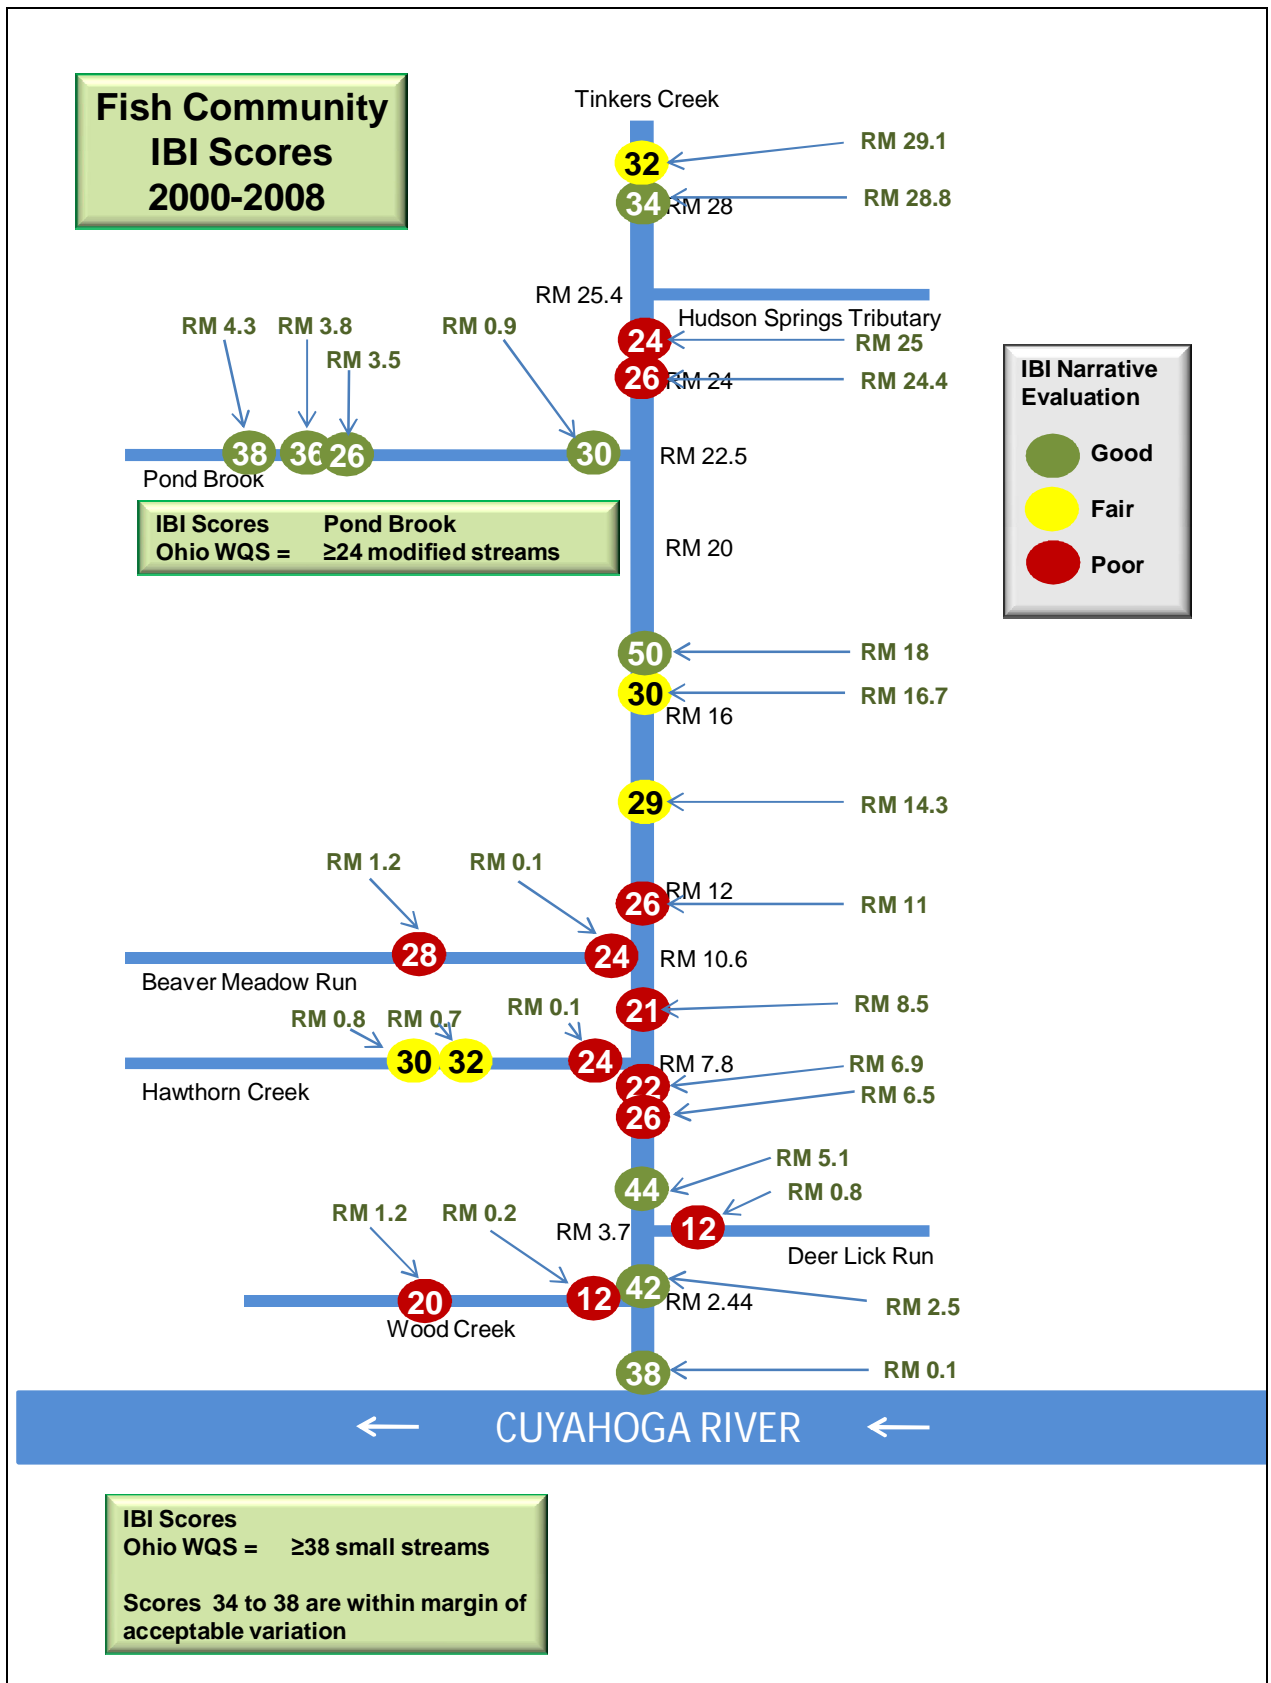 Fish Community
IBI Scores
2000-2008
Tinkers Creek
RM 29.1
32
RM 28.8
34
RM 28
RM 25.4
Hudson Springs Tributary
RM 4.3
RM 3.8
RM 0.9
RM 3.5
24
RM 25
26
RM 24
RM 24.4
IBI Narrative
Evaluation
Good
Fair
Poor
38
36
26
30
RM 22.5
Pond Brook
IBI Scores Pond Brook
Ohio WQS = ≥24 modified streams
RM 20
50
RM 18
30
RM 16.7
RM 16
29
RM 14.3
RM 1.2
RM 0.1
RM 12
26
RM 11
28
24
RM 10.6
Beaver Meadow Run
RM 0.8
RM 0.7
RM 0.1
21
RM 8.5
30
32
24
RM 7.8
RM 6.9
Hawthorn Creek
22
RM 6.5
26
RM 5.1
44
RM 0.8
RM 1.2
RM 0.2
RM 3.7
12
Deer Lick Run
42
20
12
RM 2.44
RM 2.5
Wood Creek
38
RM 0.1
CUYAHOGA RIVER
IBI Scores
Ohio WQS = ≥38 small streams
Scores 34 to 38 are within margin of
acceptable variation